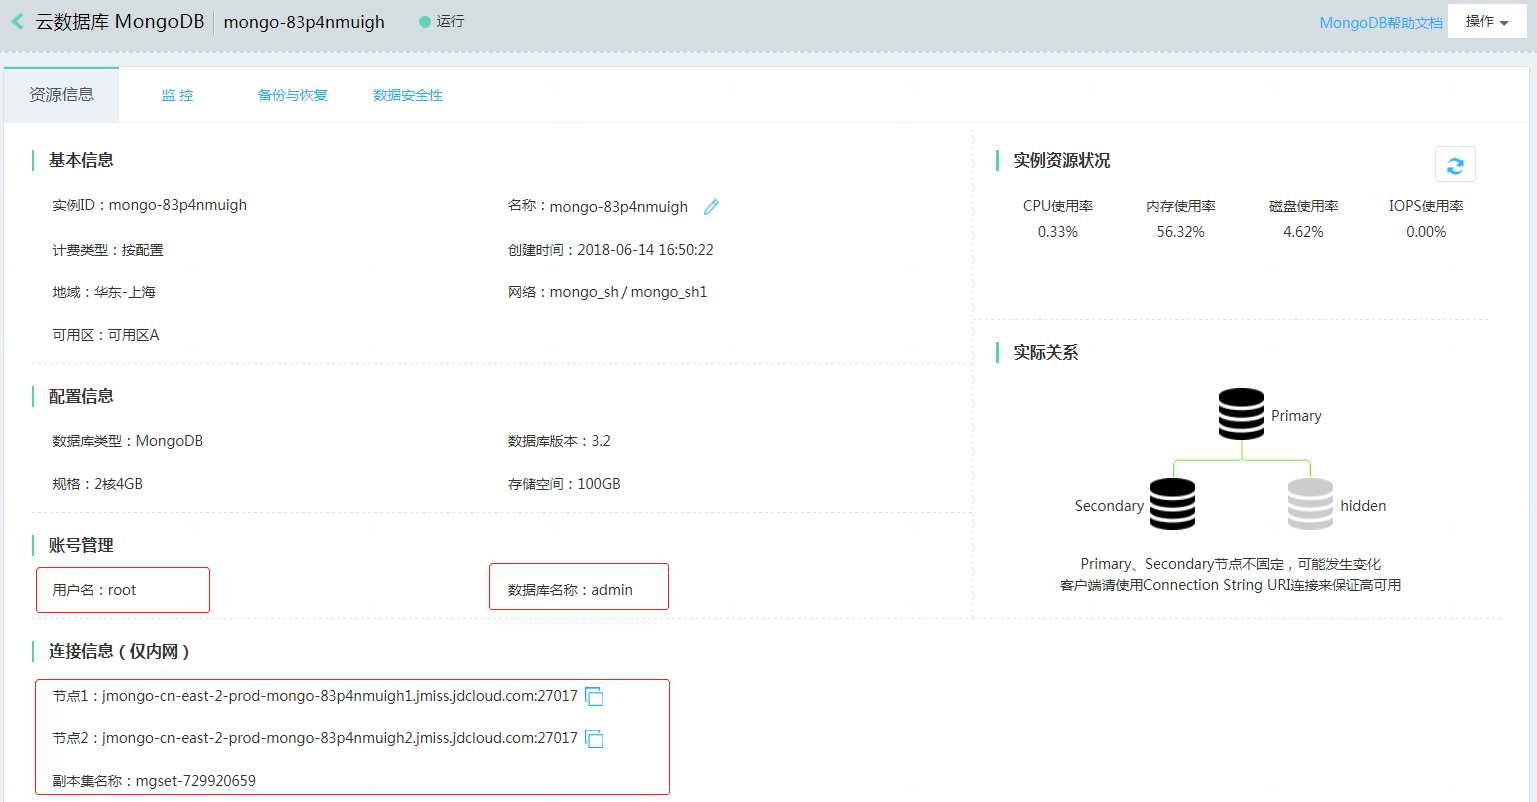 云数据库 MongoDB mongo-83p4nmuigh 运行 MongoDB帮助文档 操作
资源信息 监 控 备份与恢复 数据安全性
基本信息
实例ID：mongo-83p4nmuigh 名称：mongo-83p4nmuigh
计费类型：按配置 创建时间：2018-06-14 16:50:22
地域：华东-上海 网络：mongo_sh / mongo_sh1
可用区：可用区A
配置信息
数据库类型：MongoDB 数据库版本：3.2
规格：2核4GB 存储空间：100GB
账号管理
用户名：root 数据库名称：admin
连接信息（仅内网）
节点1：jmongo-cn-east-2-prod-mongo-83p4nmuigh1.jmiss.jdcloud.com:27017
节点2：jmongo-cn-east-2-prod-mongo-83p4nmuigh2.jmiss.jdcloud.com:27017
副本集名称：mgset-729920659
实例资源状况
CPU使用率 内存使用率 磁盘使用率 IOPS使用率
0.33% 56.32% 4.62% 0.00%
实际关系
Primary
Secondary hidden
Primary、Secondary节点不固定，可能发生变化
客户端请使用Connection String URI连接来保证高可用